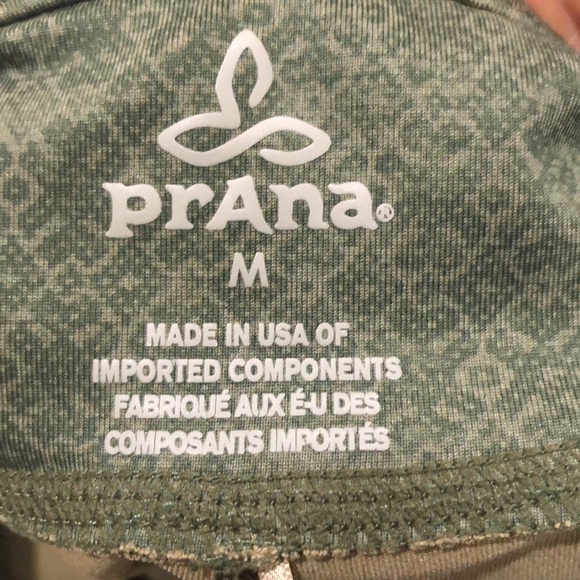 prAna®
M
MADE IN USA OF
IMPORTED COMPONENTS
FABRIQUÉ AUX É-U DES
COMPOSANTS IMPORTÉS